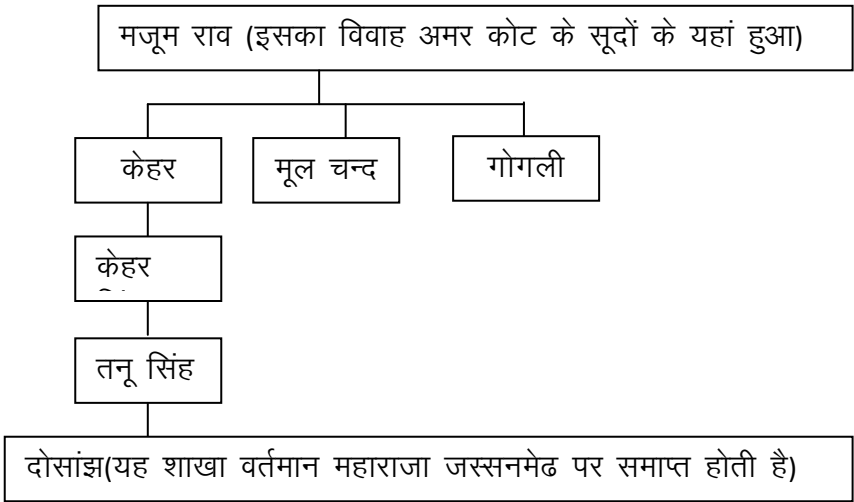 मजूम राव (इसका विवाह अमर कोट के सूदों के यहां हुआ)
केहर
मूल चन्द
गोगली
केहर
तनू सिंह
दोसांझ(यह शाखा वर्तमान महाराजा जस्सनमेढ पर समाप्त होती है)